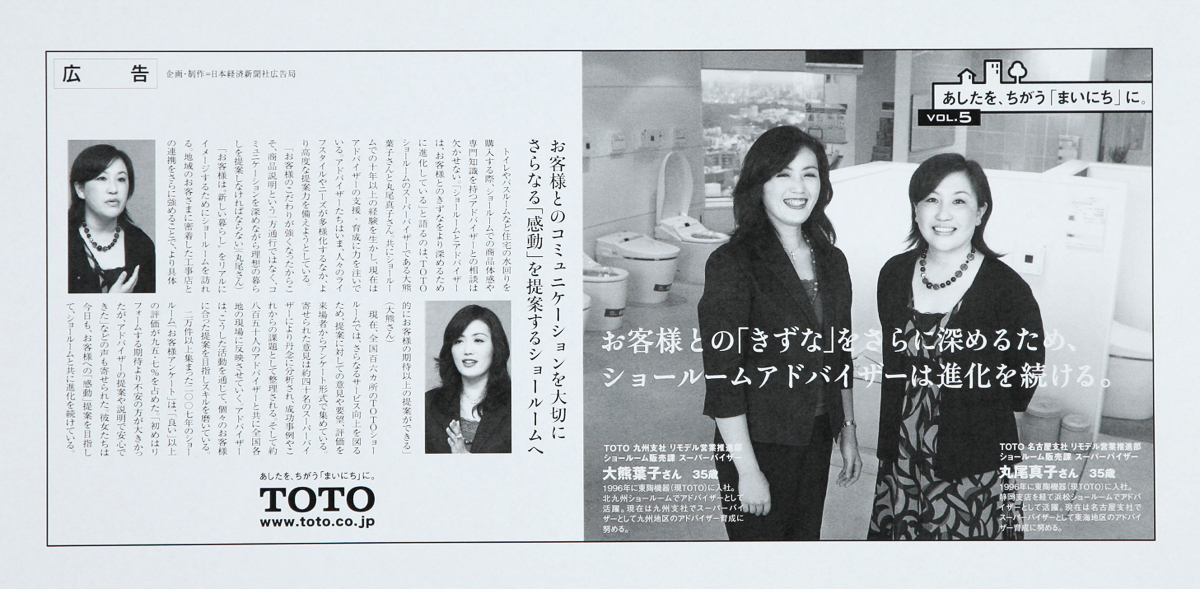 広告
企画・制作=日本経済新聞社広告局
お客様とのコミュニケーションを大切に
さらなる「感動」を提案するショールームへ
トイレやバスルームなど住宅の水回りを
購入する際、ショールームでの商品体感や
専門知識を持つアドバイザーとの相談は
欠かせない。「ショールームとアドバイザー
は、お客様とのきずなをより深めるため
に進化している」と語るのは、TOTO
ショールームのスーパーバイザーである大熊
葉子さんと丸尾真子さん。共にショールー
ムでの十年以上の経験を生かし、現在は
アドバイザーの支援・育成に力を注いで
いる。アドバイザーたちはいま、人々のライ
フスタイルやニーズが多様化するなか、よ
り高度な提案力を備えようとしている。
「お客様のこだわりが強くなったからこ
そ、商品説明という一方通行ではなく、コ
ミュニケーションを深めながら理想の暮ら
しを提案しなければならない」(丸尾さん)
「お客様は、『新しい暮らし』をリアルに
イメージするためにショールームを訪れ
る。地域のお客さまに密着した工事店と
の連携をさらに強めることで、より具体
的にお客様の期待以上の提案ができる」
(大熊さん)
現在、全国百六カ所のTOTOショー
ルームでは、さらなるサービス向上を図る
ため、提案に対しての意見や要望、評価を
来場者からアンケート形式で集めている。
寄せられた意見は約四十名のスーパーバイ
ザーにより丹念に分析され、成功事例やこ
れからの課題として整理される。そして約
八百五十人のアドバイザーと共に全国各
地の現場に反映させていく。アドバイザー
は、こうした活動を通じて、個々のお客様
に合った提案を目指しスキルを磨いている。
二万件以上集まった「二〇〇七年のショー
ルームお客様アンケート」は、「良い」以上
の評価が九五・七%を占めた。「初めはリ
フォームする期待より不安の方が大きかっ
たが、アドバイザーの提案や説明で安心で
きた」などの声も寄せられた。彼女たちは
今日も、お客様への「感動」提案を目指し
て、ショールームと共に進化を続けている。
あしたを、ちがう「まいにち」に。
TOTO
www.toto.co.jp
あしたを、ちがう「まいにち」に。
VOL.5
お客様との「きずな」をさらに深めるため、
ショールームアドバイザーは進化を続ける。
TOTO 九州支社 リモデル営業推進部
ショールーム販売課 スーパーバイザー
大熊葉子さん 35歳
1996年に東陶機器(現TOTO)に入社。
北九州ショールームでアドバイザーとして
活躍。現在は九州支社でスーパーバイ
ザーとして九州地区のアドバイザー育成に
努める。
TOTO 名古屋支社 リモデル営業推進部
ショールーム販売課 スーパーバイザー
丸尾真子さん 35歳
1996年に東陶機器(現TOTO)に入社。
静岡支店を経て浜松ショールームでアドバ
イザーとして活躍。現在は名古屋支社で
スーパーバイザーとして東海地区のアドバイ
ザー育成に努める。